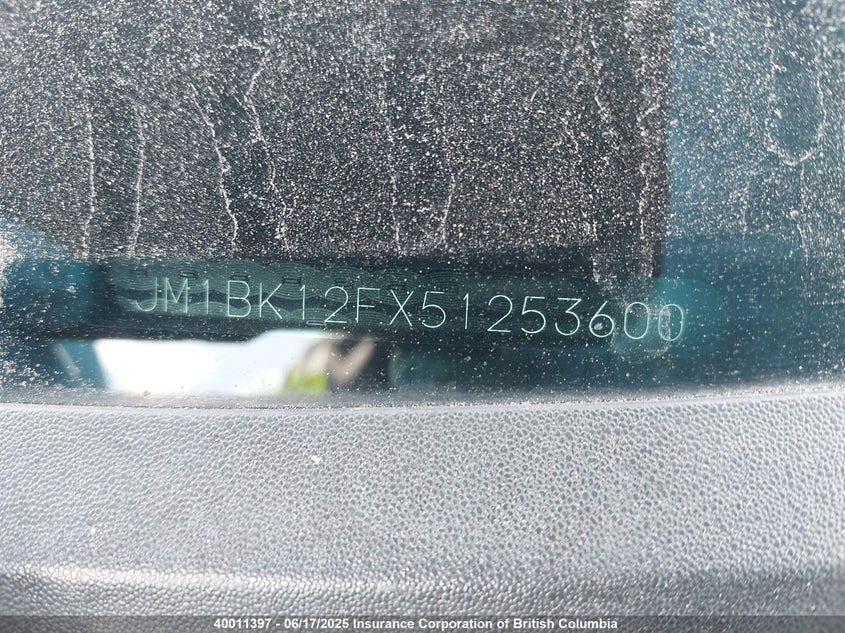 JM1BK12FX51253600
40011397 - 06/17/2025 Insurance Corporation of British Columbia